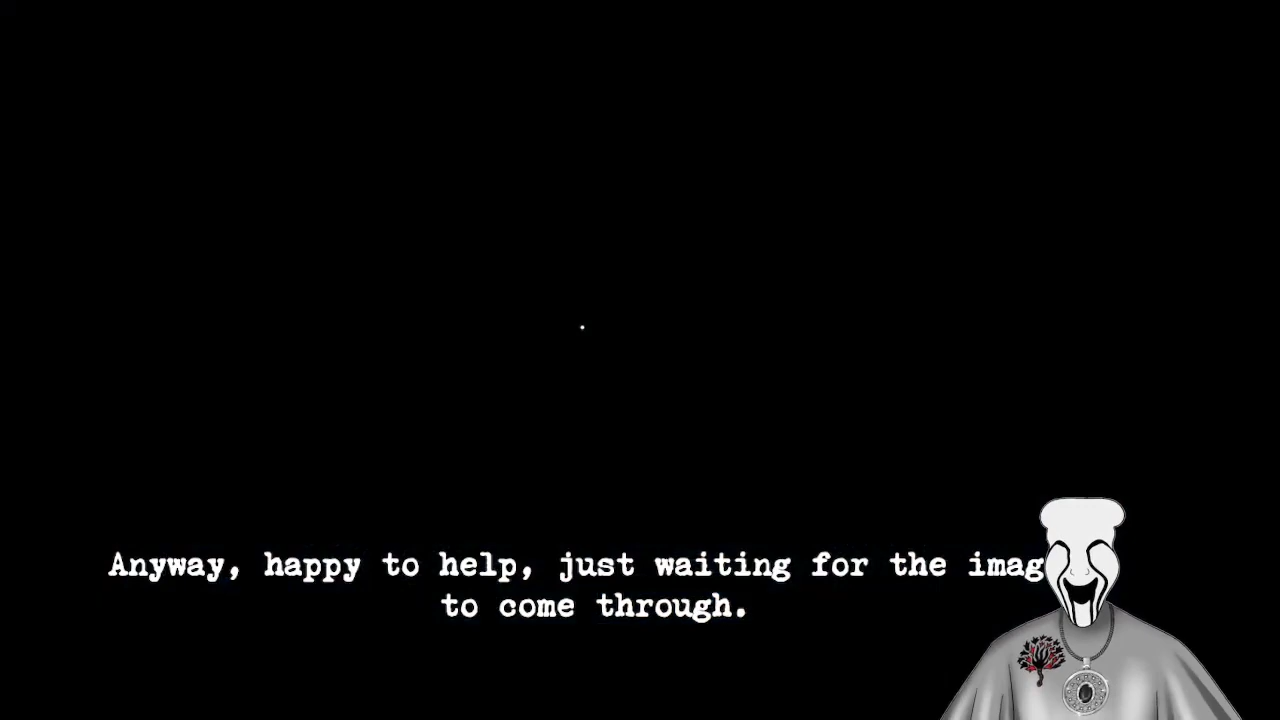 Anyway, happy to help, just waiting for the imag
to come through.